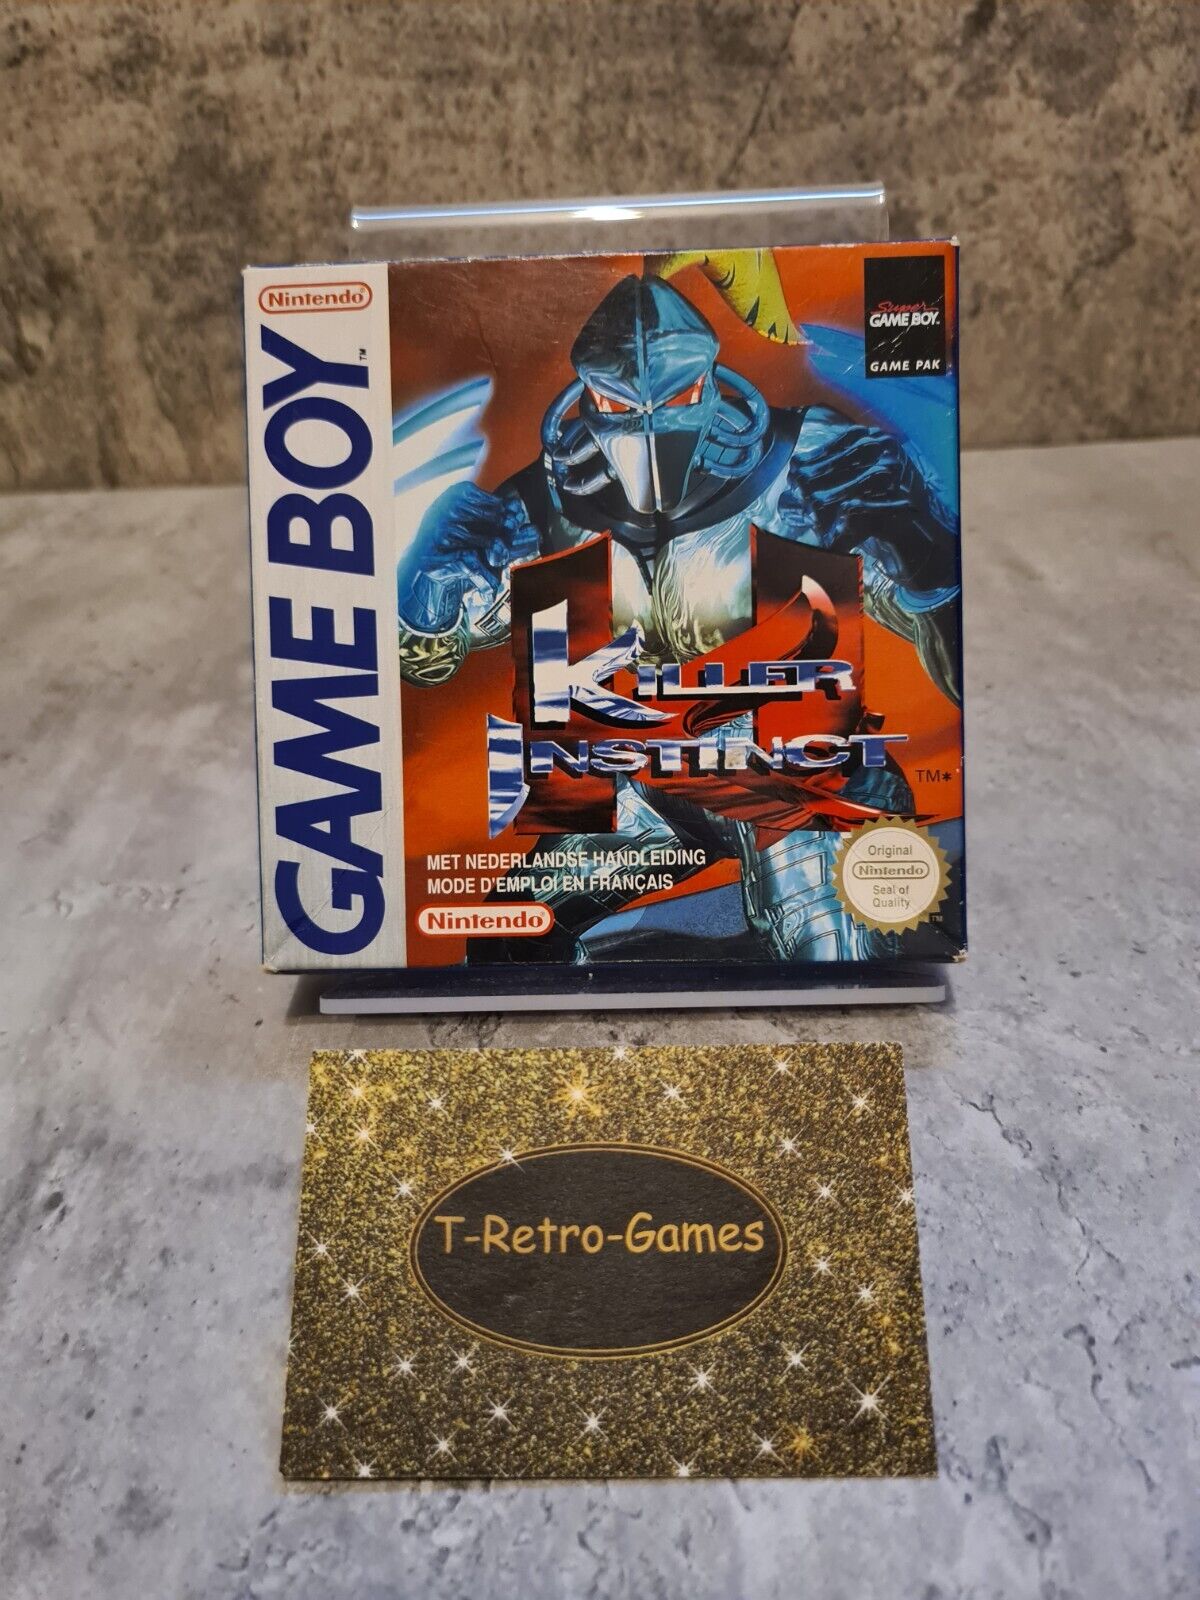 Nintendo®
GAME BOY™
Super
GAME BOY.
GAME PAK
KILLER
INSTINCT
TM*
MET NEDERLANDSE HANDLEIDING
MODE D'EMPLOI EN FRANÇAIS
Nintendo®
Original
Nintendo
Seal of
Quality
TM
T-Retro-Games